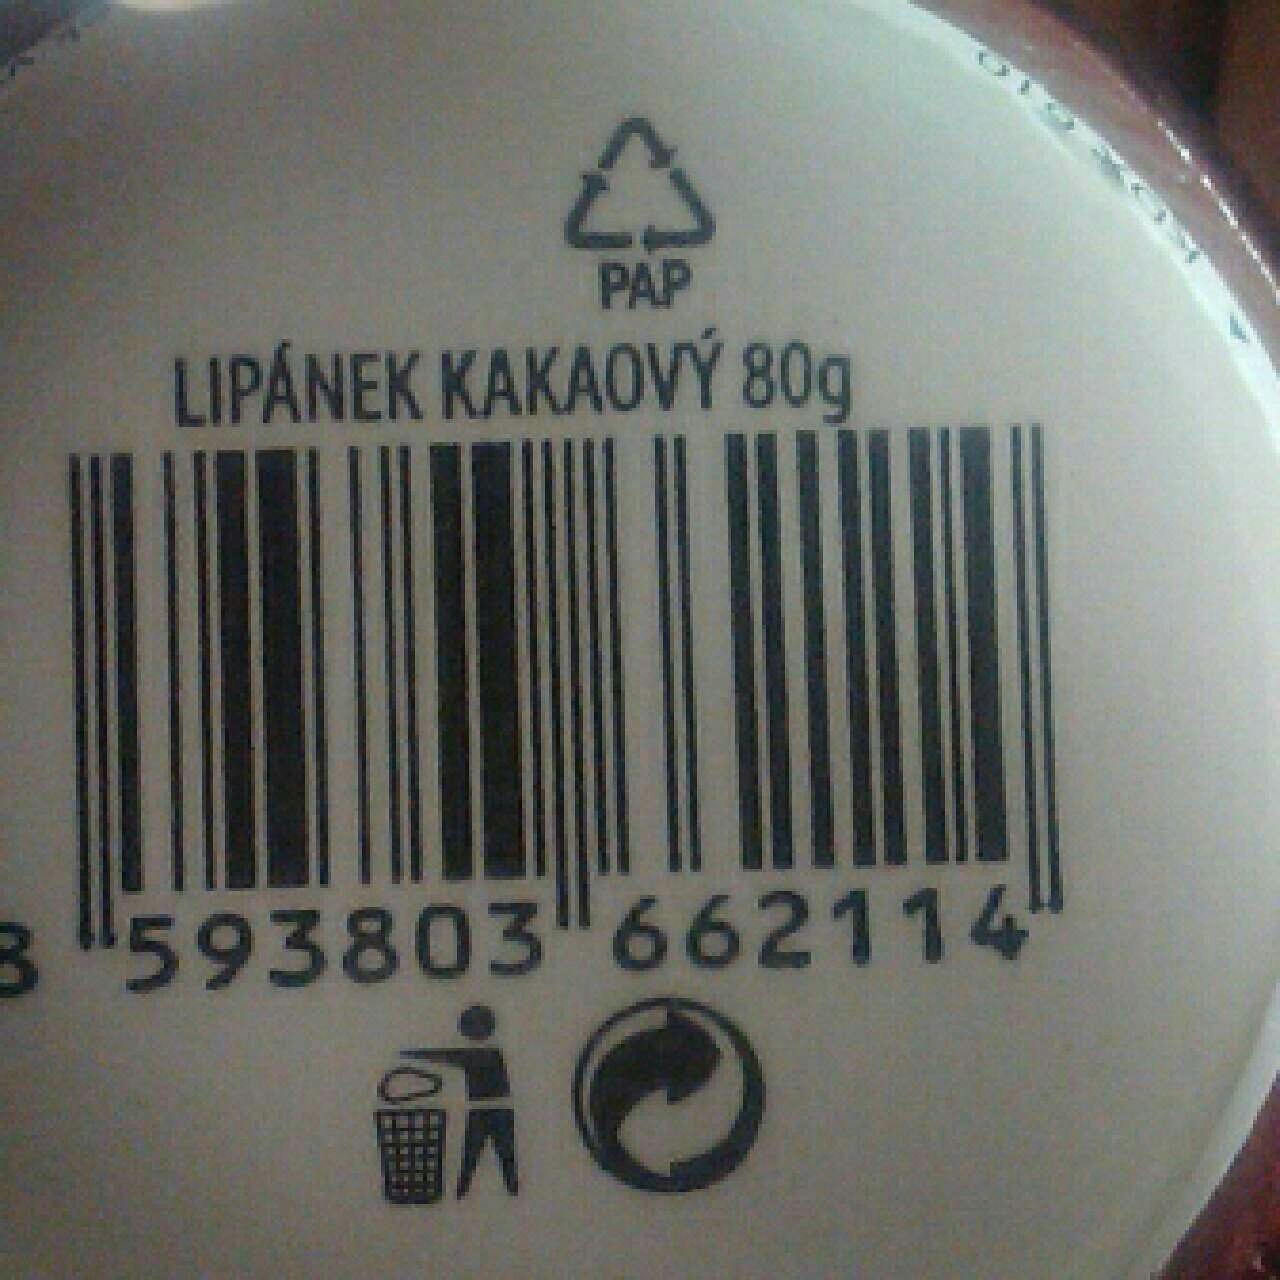 PAP
LIPÁNEK KAKAOVÝ 80g
8 593803 662114